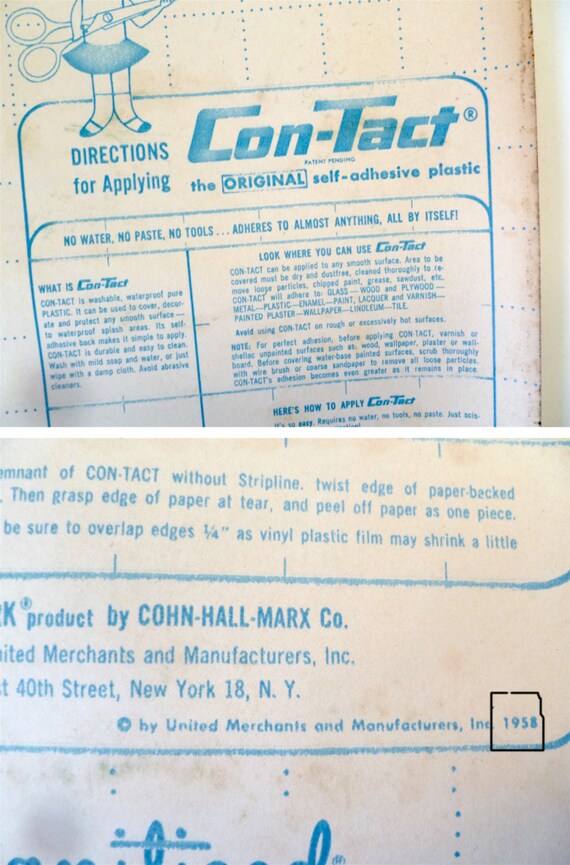 DIRECTIONS
for Applying
Con-Tact®
PATENT PENDING
the ORIGINAL self-adhesive plastic
NO WATER, NO PASTE, NO TOOLS... ADHERES TO ALMOST ANYTHING, ALL BY ITSELF!
WHAT IS Con-Tact
CON-TACT is washable, waterproof pure
PLASTIC. It can be used to cover, decor-
ate and protect any smooth surface —
to waterproof splash areas. Its self-
adhesive back makes it simple to apply.
CON-TACT is durable and easy to clean.
Wash with mild soap and water, or just
wipe with a damp cloth. Avoid abrasive
cleaners.
LOOK WHERE YOU CAN USE Con-Tact
CON-TACT can be applied to any smooth surface. Area to be
covered must be dry and dustfree, cleaned thoroughly to re-
move loose particles, chipped paint, grease, sawdust, etc.
CON-TACT will adhere to: GLASS — WOOD and PLYWOOD —
METAL—PLASTIC—ENAMEL—PAINT, LACQUER and VARNISH—
PAINTED PLASTER—WALLPAPER—LINOLEUM—TILE.
Avoid using CON-TACT on rough or excessively hot surfaces.
NOTE: For perfect adhesion, before applying CON-TACT, varnish or
shellac unpainted surfaces such as: wood, wallpaper, plaster or wall-
board. Before covering water-base painted surfaces, scrub thoroughly
with wire brush or coarse sandpaper to remove all loose particles.
CON-TACT's adhesion becomes even greater as it remains in place.
HERE'S HOW TO APPLY Con-Tact
It's so easy. Requires no water, no tools, no paste. Just scis-
emnant of CON-TACT without Stripline. twist edge of paper-backed
. Then grasp edge of paper at tear, and peel off paper as one piece.
be sure to overlap edges ¼" as vinyl plastic film may shrink a little
RK® product by COHN-HALL-MARX Co.
ited Merchants and Manufacturers, Inc.
t 40th Street, New York 18, N. Y.
© by United Merchants and Manufacturers, Inc 1958